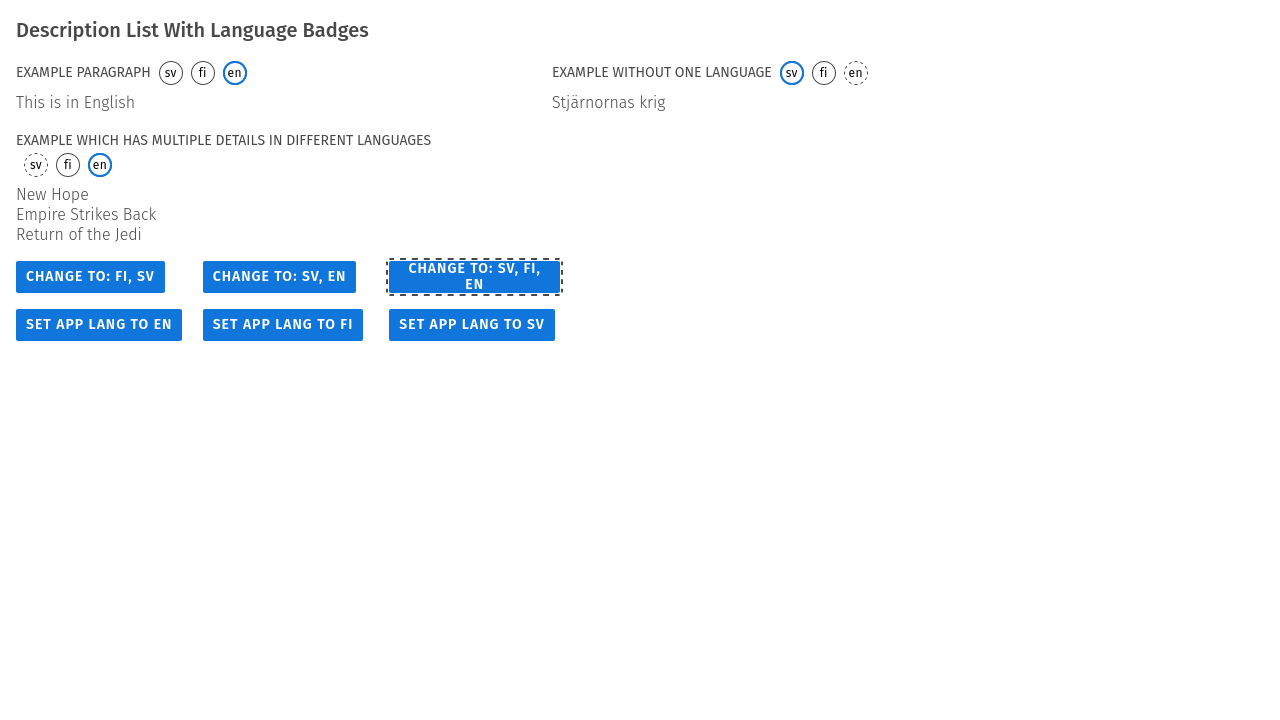 Description List With Language Badges
EXAMPLE PARAGRAPH sv fi en
This is in English
EXAMPLE WITHOUT ONE LANGUAGE sv fi en
Stjärnornas krig
EXAMPLE WHICH HAS MULTIPLE DETAILS IN DIFFERENT LANGUAGES
sv fi en
New Hope
Empire Strikes Back
Return of the Jedi
CHANGE TO: FI, SV
CHANGE TO: SV, EN
CHANGE TO: SV, FI,
EN
SET APP LANG TO EN
SET APP LANG TO FI
SET APP LANG TO SV